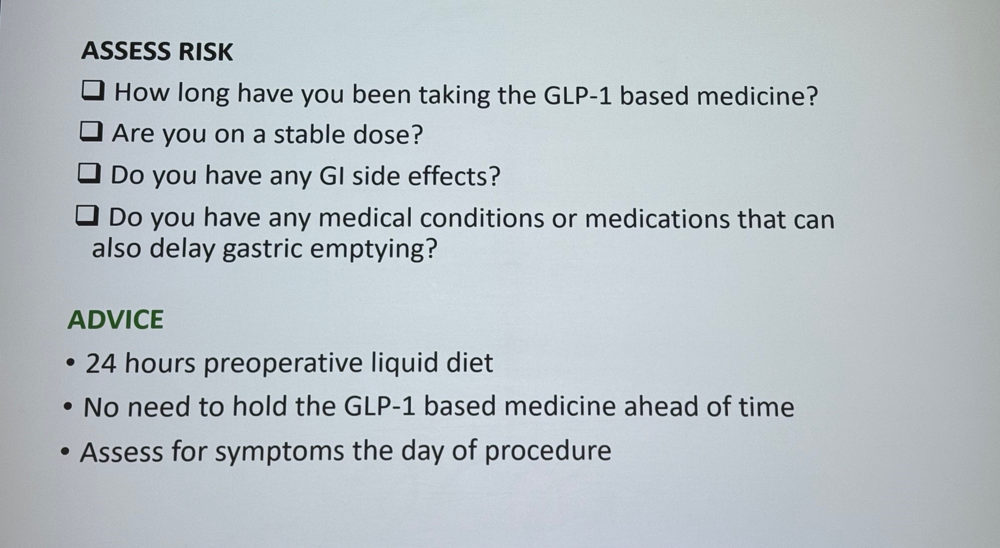 ASSESS RISK
❑ How long have you been taking the GLP-1 based medicine?
❑ Are you on a stable dose?
❑ Do you have any GI side effects?
❑ Do you have any medical conditions or medications that can
also delay gastric emptying?
ADVICE
• 24 hours preoperative liquid diet
• No need to hold the GLP-1 based medicine ahead of time
• Assess for symptoms the day of procedure